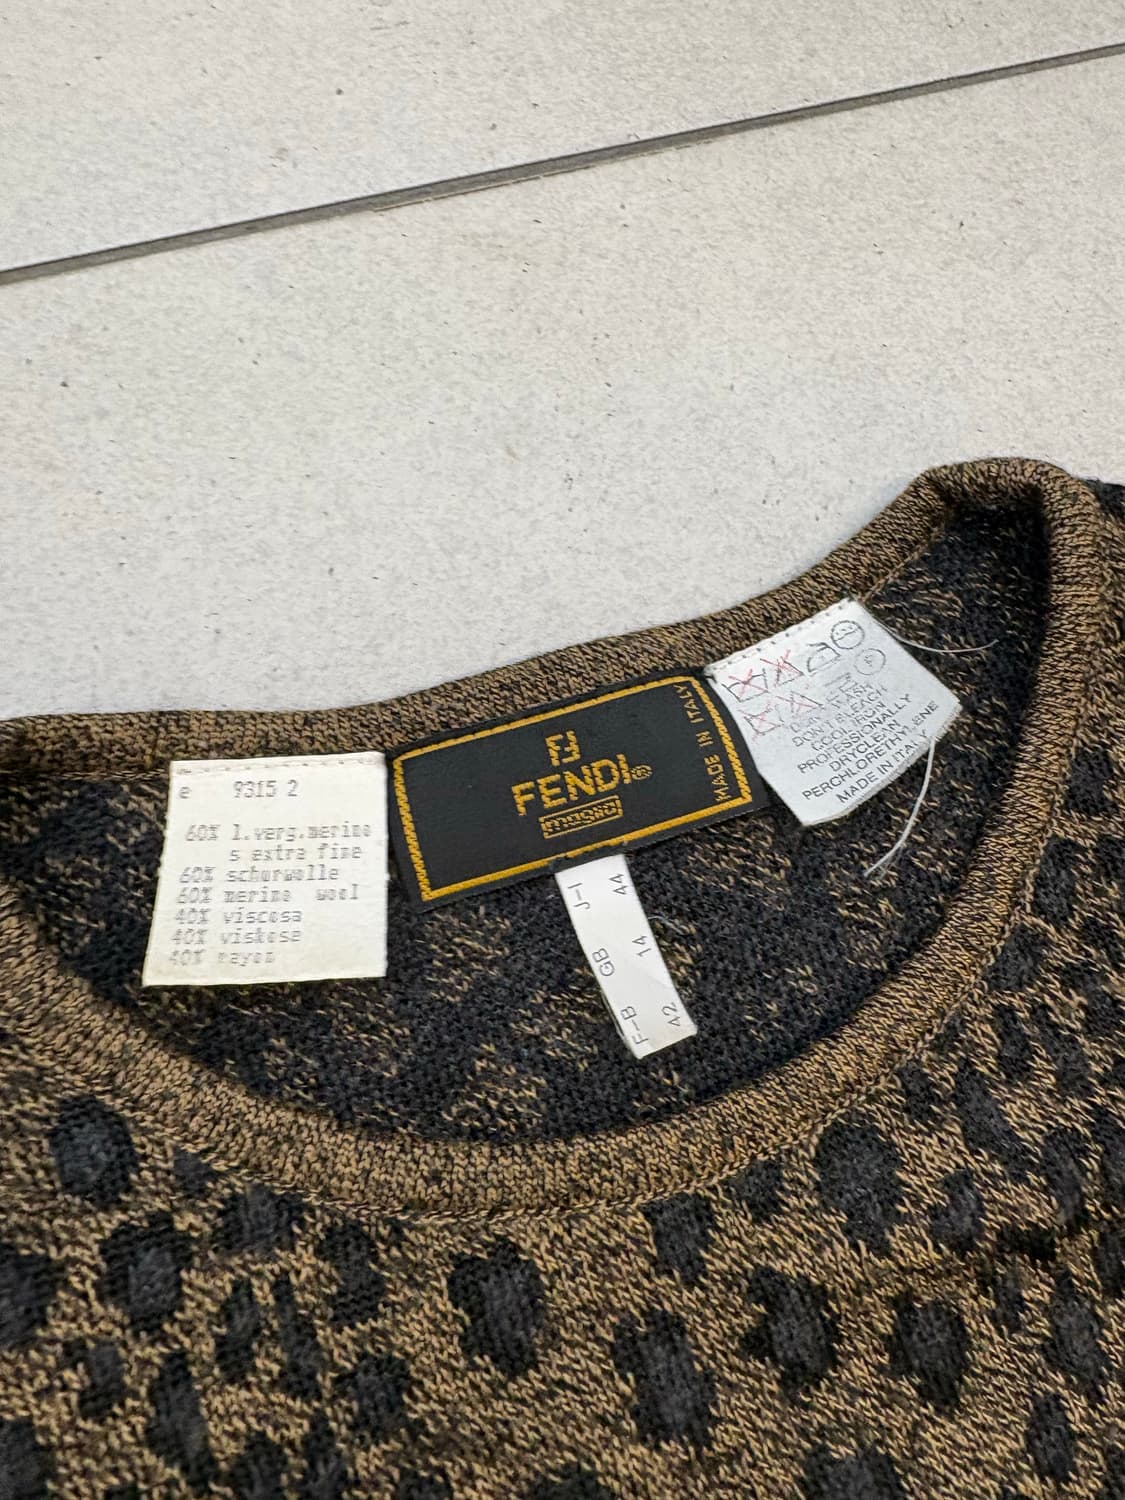 e 9315 2
60% l.verg.merino
s extra fine
60% schurwolle
60% merino wool
40% viscosa
40% viskose
40% rayon
FENDI®
maglia
MADE IN ITALY
J-I 44
GB 14
F-B 42
P
DON'T WASH
DON'T BLEACH
COOL IRON
PROFESSIONALLY
DRYCLEAN
PERCHLORETHYLENE
MADE IN ITALY